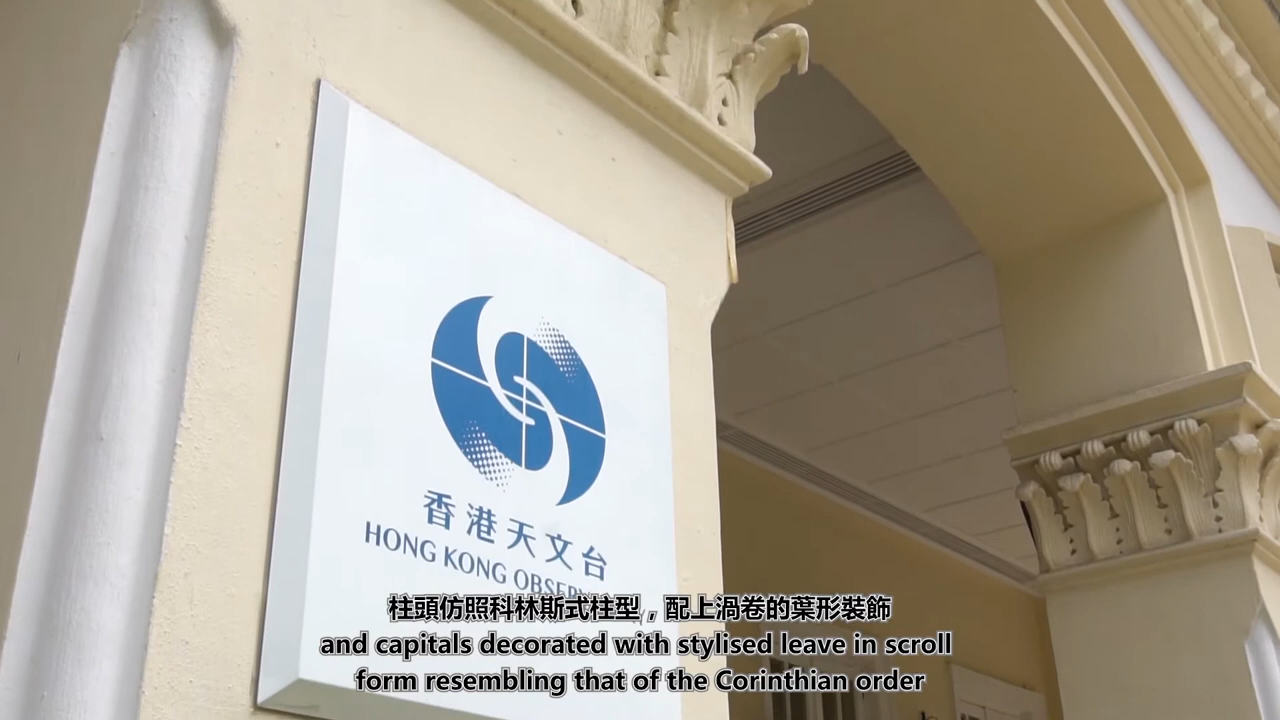 香港天文台
HONG KONG OBSERV
柱頭仿照科林斯式柱型，配上渦卷的葉形裝飾
and capitals decorated with stylised leave in scroll
form resembling that of the Corinthian order